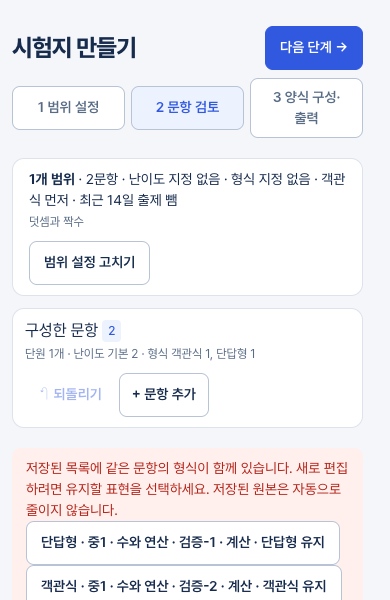 시험지 만들기
다음 단계 →
1 범위 설정
2 문항 검토
3 양식 구성·
출력
1개 범위 · 2문항 · 난이도 지정 없음 · 형식 지정 없음 · 객관
식 먼저 · 최근 14일 출제 뺌
덧셈과 짝수
범위 설정 고치기
구성한 문항 2
단원 1개 · 난이도 기본 2 · 형식 객관식 1, 단답형 1
↶ 되돌리기
+ 문항 추가
저장된 목록에 같은 문항의 형식이 함께 있습니다. 새로 편집
하려면 유지할 표현을 선택하세요. 저장된 원본은 자동으로
줄이지 않습니다.
단답형 · 중1 · 수와 연산 · 검증-1 · 계산 · 단답형 유지
객관식 · 중1 · 수와 연산 · 검증-2 · 계산 · 객관식 유지